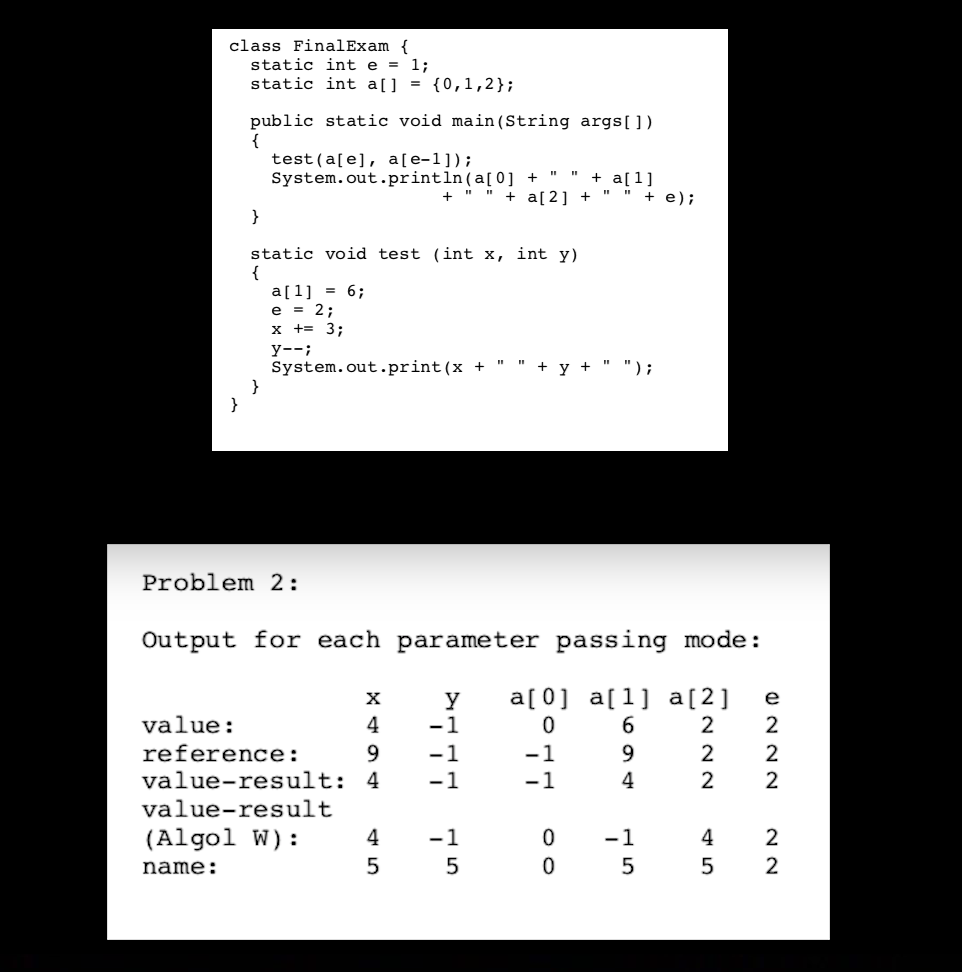 class FinalExam {
static int e = 1;
static int a[] = {0,1,2};
public static void main(String args[])
{
test(a[e], a[e-1]);
System.out.println(a[0] + " " + a[1]
+ " " + a[2] + " " + e);
}
static void test (int x, int y)
{
a[1] = 6;
e = 2;
x += 3;
y--;
System.out.print(x + " " + y + " ");
}
}
Problem 2:
Output for each parameter passing mode:
x y a[0] a[1] a[2] e
value: 4 -1 0 6 2 2
reference: 9 -1 -1 9 2 2
value-result: 4 -1 -1 4 2 2
value-result
(Algol W): 4 -1 0 -1 4 2
name: 5 5 0 5 5 2